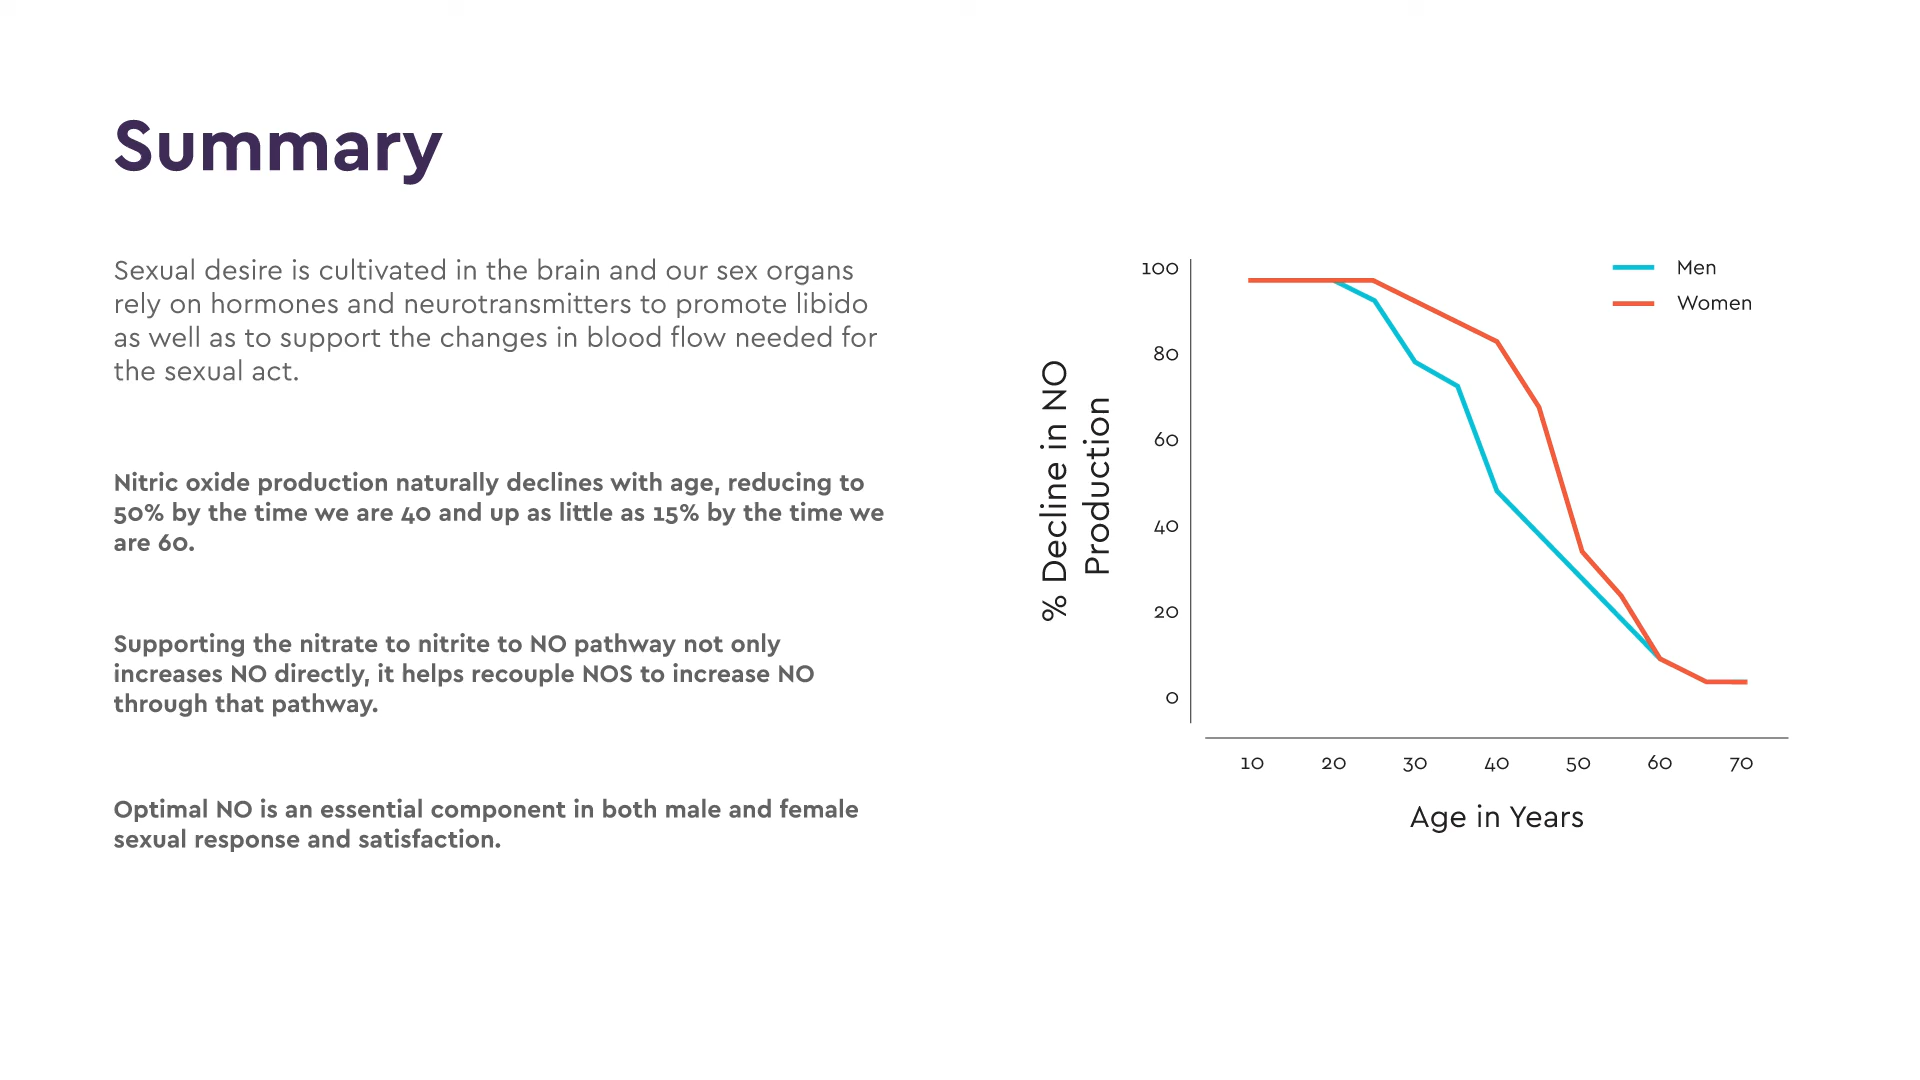 Summary
Sexual desire is cultivated in the brain and our sex organs
rely on hormones and neurotransmitters to promote libido
as well as to support the changes in blood flow needed for
the sexual act.
Nitric oxide production naturally declines with age, reducing to
50% by the time we are 40 and up as little as 15% by the time we
are 60.
Supporting the nitrate to nitrite to NO pathway not only
increases NO directly, it helps recouple NOS to increase NO
through that pathway.
Optimal NO is an essential component in both male and female
sexual response and satisfaction.
% Decline in NO
Production
100
80
60
40
20
0
Men
Women
10 20 30 40 50 60 70
Age in Years